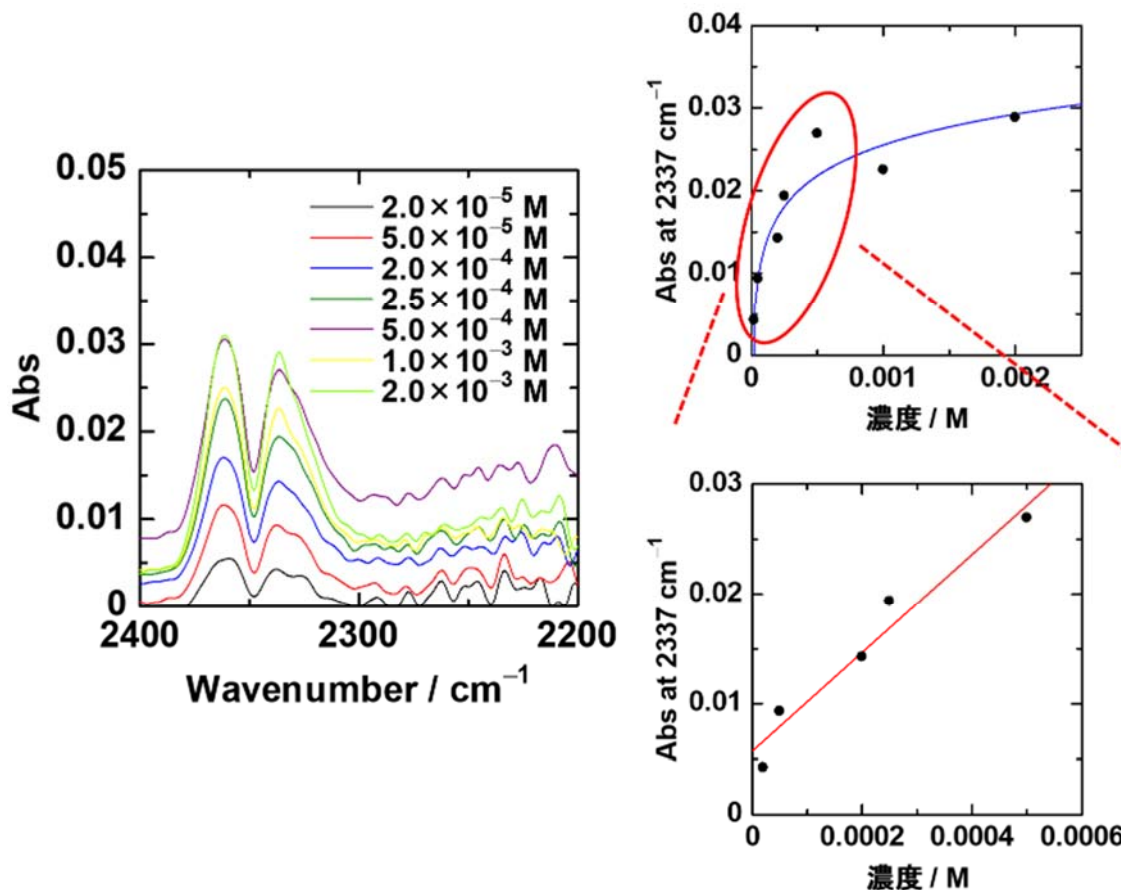 Abs
0.05
0.04
0.03
0.02
0.01
0
2400
2300
2200
Wavenumber / cm⁻¹
2.0×10⁻⁵ M
5.0×10⁻⁵ M
2.0×10⁻⁴ M
2.5×10⁻⁴ M
5.0×10⁻⁴ M
1.0×10⁻³ M
2.0×10⁻³ M
Abs at 2337 cm⁻¹
0.04
0.03
0.02
0.01
0
0
0.001
0.002
濃度 / M
Abs at 2337 cm⁻¹
0.03
0.02
0.01
0
0
0.0002
0.0004
0.0006
濃度 / M